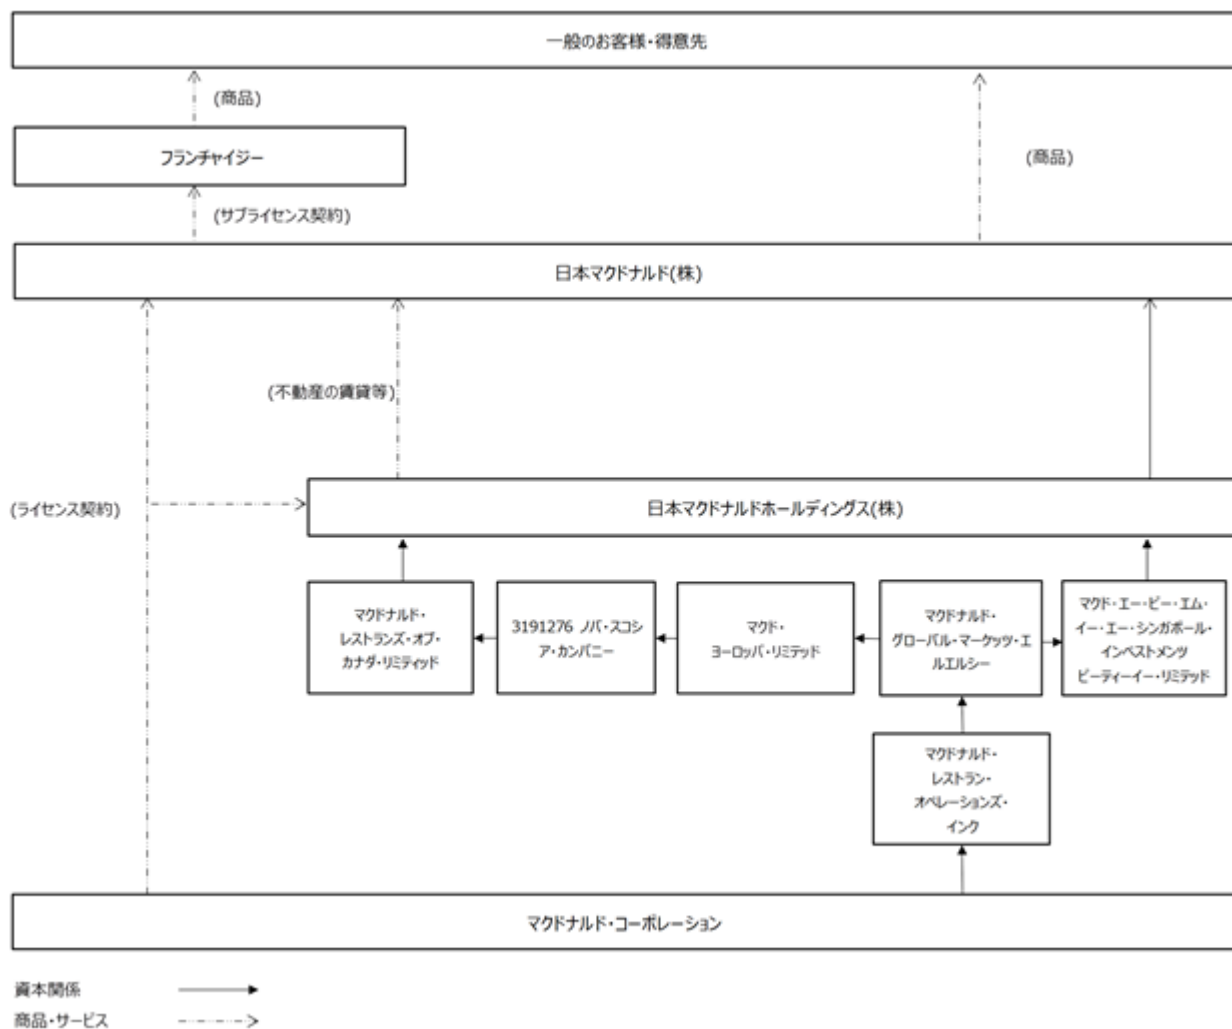 一般のお客様・得意先
(商品)
フランチャイジー
(商品)
(サブライセンス契約)
日本マクドナルド(株)
(不動産の賃貸等)
(ライセンス契約)
日本マクドナルドホールディングス(株)
マクドナルド・
レストランズ・オブ・
カナダ・リミティッド
3191276 ノバ・スコシ
ア・カンパニー
マクド・
ヨーロッパ・リミテッド
マクドナルド・
グローバル・マーケッツ・エ
ルエルシー
マクド・エー・ピー・エム・
イー・エー・シンガポール・
インベストメンツ
ピーティーイー・リミテッド
マクドナルド・
レストラン・
オペレーションズ・
インク
マクドナルド・コーポレーション
資本関係
商品・サービス